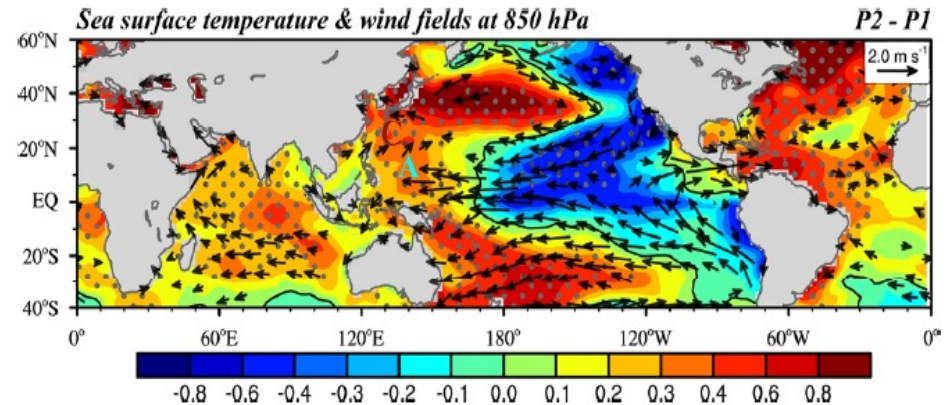 Sea surface temperature & wind fields at 850 hPa P2 - P1
60°N
2.0 m s⁻¹
40°N
C
20°N
A
EQ
20°S
40°S
0° 60°E 120°E 180° 120°W 60°W 0°
-0.8 -0.6 -0.4 -0.3 -0.2 -0.1 0.0 0.1 0.2 0.3 0.4 0.6 0.8